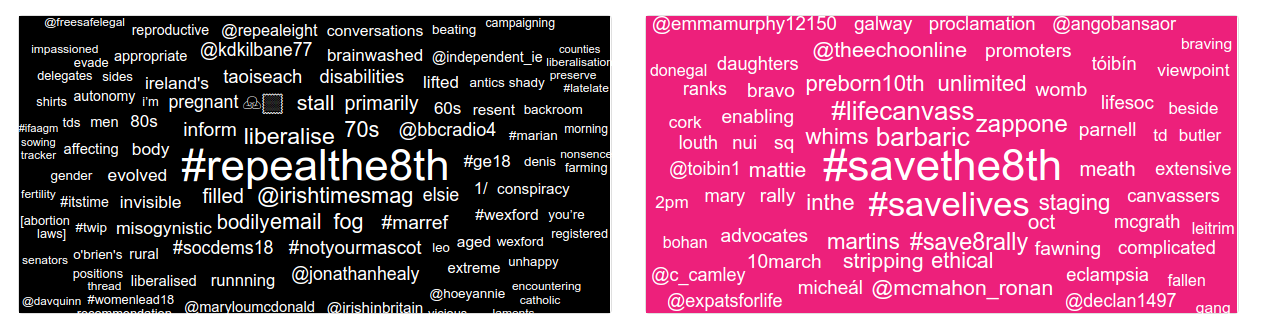 @freesafelegal
reproductive @repealeight conversations beating campaigning
impassioned
evade appropriate @kdkilbane77 brainwashed @independent_ie counties
liberalisation
delegates sides ireland's taoiseach disabilities lifted antics shady preserve
#latelate
shirts autonomy i'm pregnant stall primarily 60s resent backroom
#ifaagm tds men 80s inform liberalise 70s @bbcradio4 #marian morning
sowing
tracker affecting body #repealthe8th #ge18 denis nonsence
farming
gender evolved
fertility #itstime invisible filled @irishtimesmag elsie 1/ conspiracy
[abortion
laws] #twip misogynistic bodilyemail fog #marref #wexford you're
registered
senators o'brien's rural #socdems18 #notyourmascot leo aged wexford
unhappy
positions
thread liberalised runnning @jonathanhealy extreme
encountering
catholic
@davquinn #womenlead18 @hoeyannie
recommendation @maryloumcdonald @irishinbritain vicious laments
@emmamurphy12150 galway proclamation @angobansaor
@theechoonline promoters braving
donegal daughters tóibín viewpoint
ranks bravo preborn10th unlimited womb
cork enabling #lifecanvass lifesoc beside
louth nui sq whims barbaric zappone parnell td butler
@toibin1 mattie #savethe8th meath extensive
2pm mary rally inthe #savelives staging canvassers
oct mcgrath leitrim
bohan advocates martins #save8rally fawning complicated
10march stripping ethical
@c_camley micheál @mcmahon_ronan eclampsia fallen
@expatsforlife @declan1497 gang